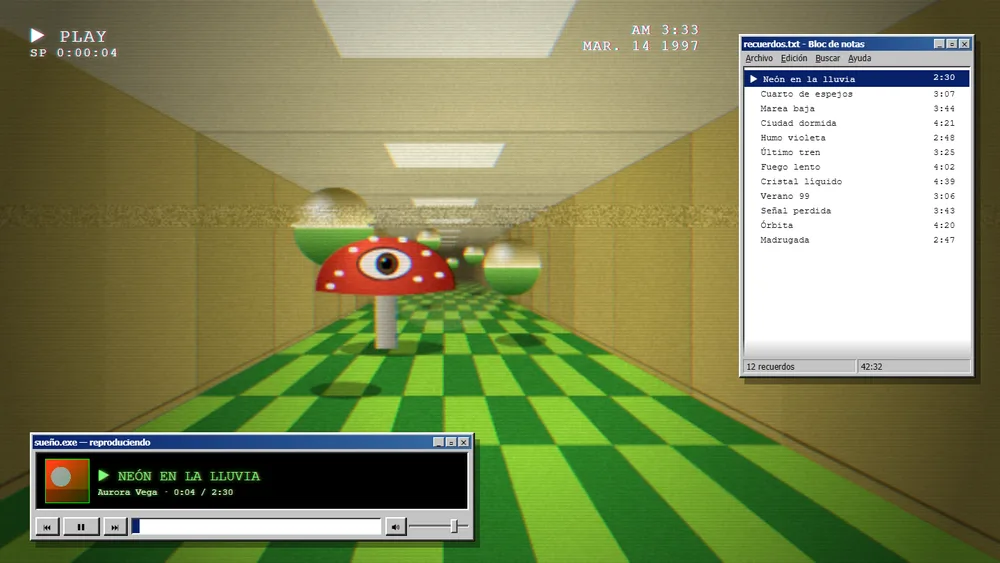 PLAY
SP 0:00:04
AM 3:33
MAR. 14 1997
recuerdos.txt - Bloc de notas
Archivo Edición Buscar Ayuda
Neón en la lluvia 2:30
Cuarto de espejos 3:07
Marea baja 3:44
Ciudad dormida 4:21
Humo violeta 2:48
Último tren 3:25
Fuego lento 4:02
Cristal líquido 4:39
Verano 99 3:06
Señal perdida 3:43
Órbita 4:20
Madrugada 2:47
12 recuerdos 42:32
sueño.exe — reproduciendo
NEÓN EN LA LLUVIA
Aurora Vega · 0:04 / 2:30